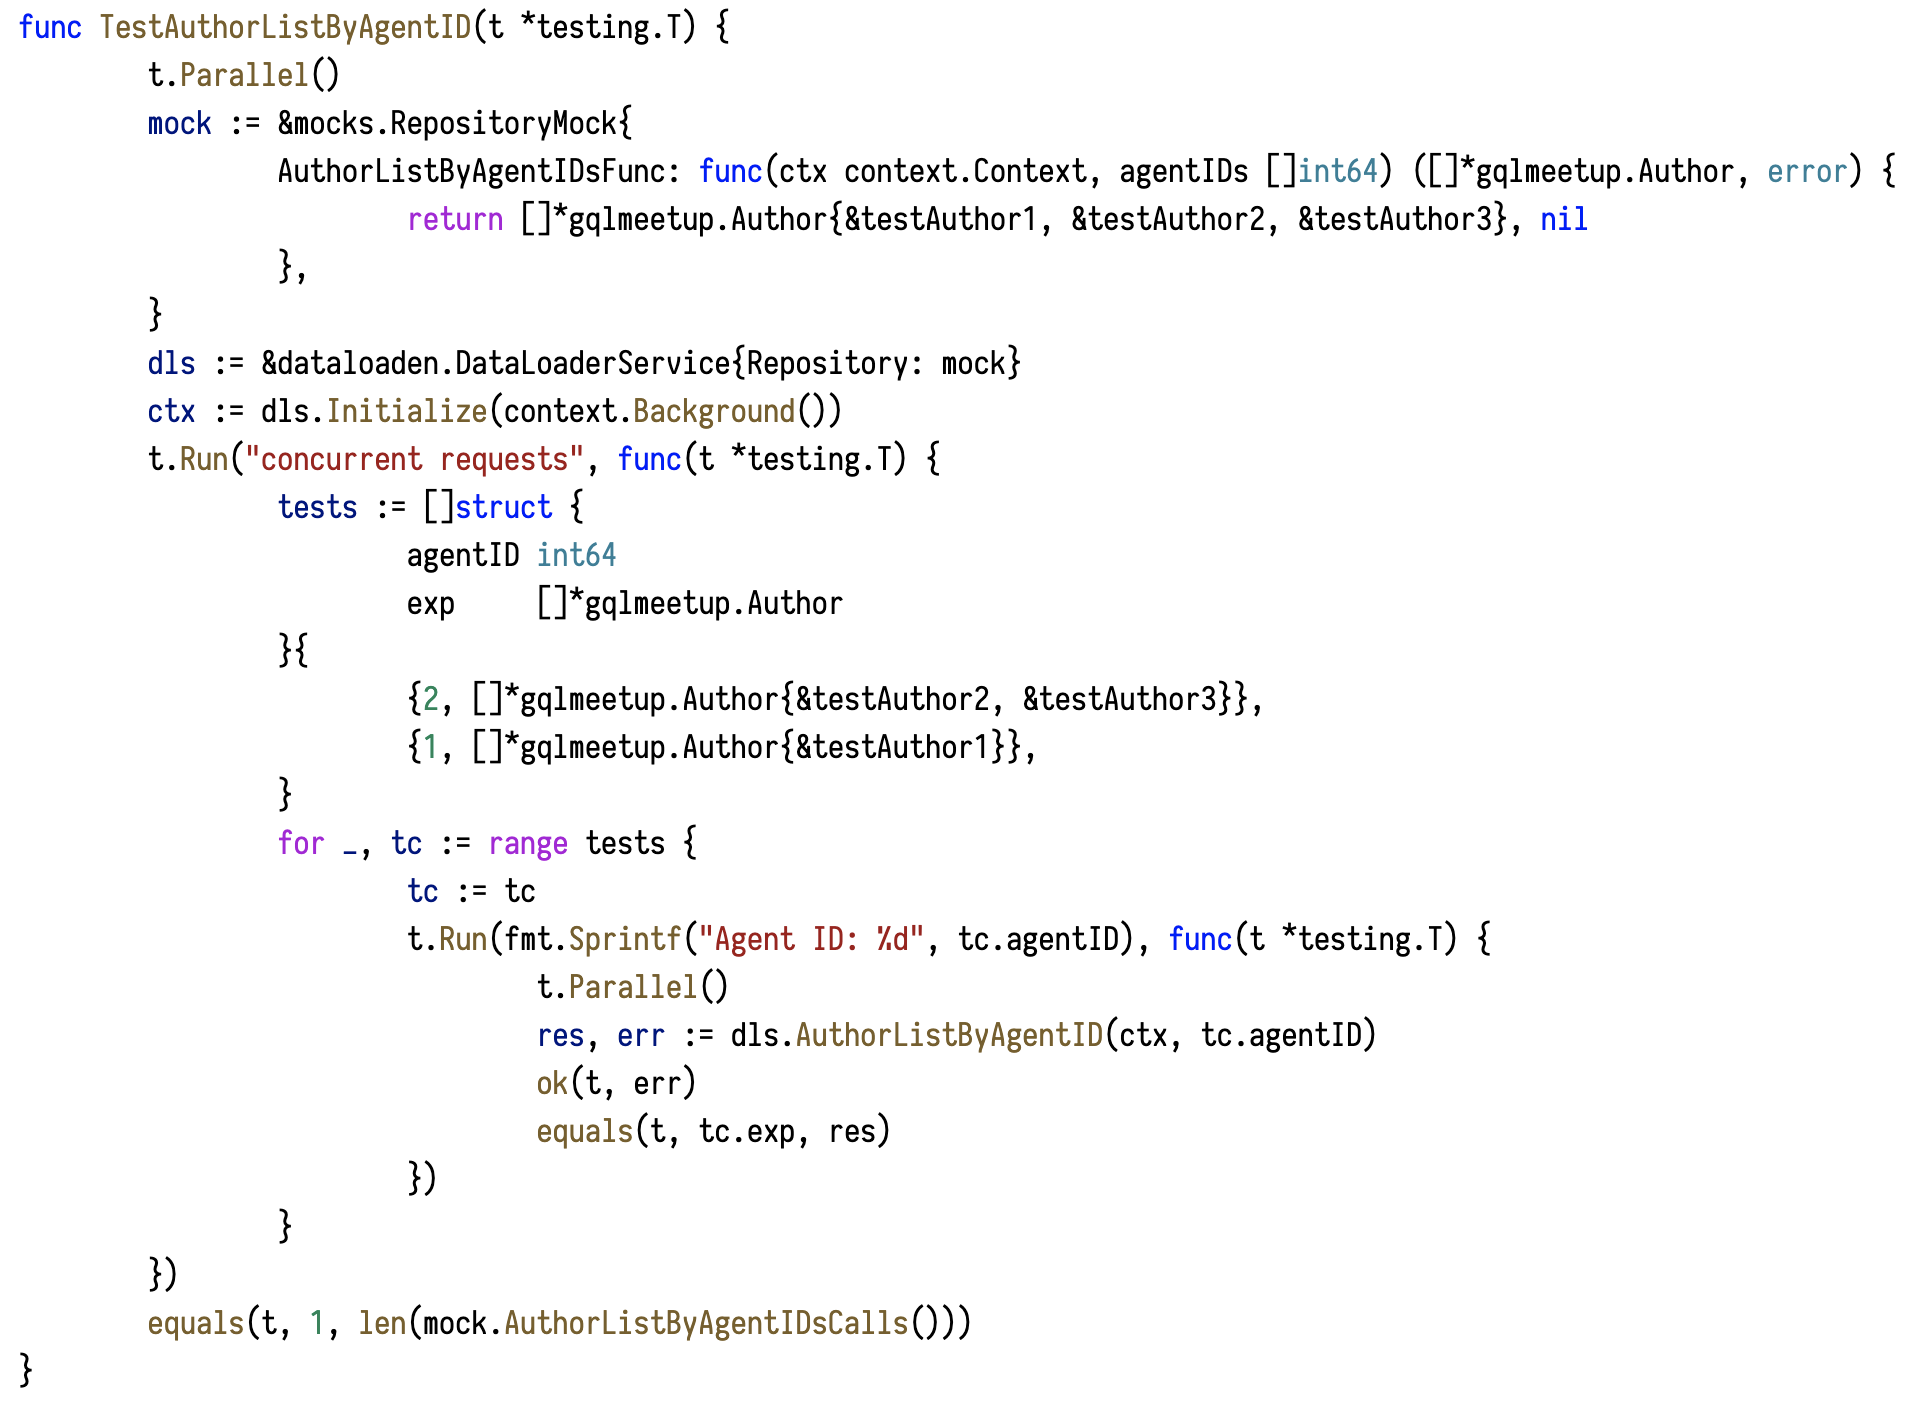 func TestAuthorListByAgentID(t *testing.T) {
	t.Parallel()
	mock := &mocks.RepositoryMock{
		AuthorListByAgentIDsFunc: func(ctx context.Context, agentIDs []int64) ([]*gqlmeetup.Author, error) {
			return []*gqlmeetup.Author{&testAuthor1, &testAuthor2, &testAuthor3}, nil
		},
	}
	dls := &dataloaden.DataLoaderService{Repository: mock}
	ctx := dls.Initialize(context.Background())
	t.Run("concurrent requests", func(t *testing.T) {
		tests := []struct {
			agentID int64
			exp     []*gqlmeetup.Author
		}{
			{2, []*gqlmeetup.Author{&testAuthor2, &testAuthor3}},
			{1, []*gqlmeetup.Author{&testAuthor1}},
		}
		for _, tc := range tests {
			tc := tc
			t.Run(fmt.Sprintf("Agent ID: %d", tc.agentID), func(t *testing.T) {
				t.Parallel()
				res, err := dls.AuthorListByAgentID(ctx, tc.agentID)
				ok(t, err)
				equals(t, tc.exp, res)
			})
		}
	})
	equals(t, 1, len(mock.AuthorListByAgentIDsCalls()))
}